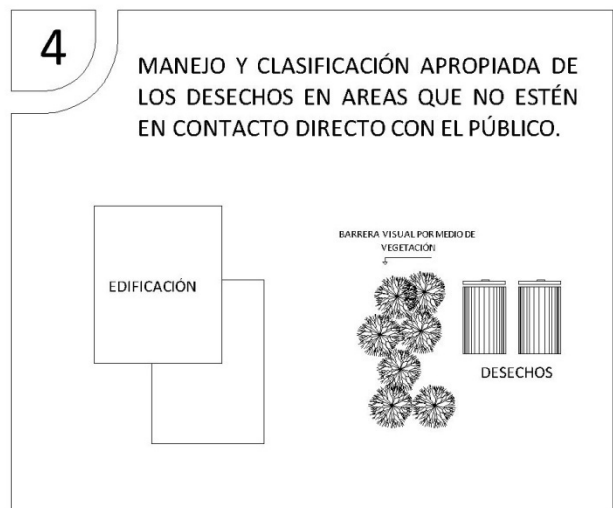 4
MANEJO Y CLASIFICACIÓN APROPIADA DE
LOS DESECHOS EN AREAS QUE NO ESTÉN
EN CONTACTO DIRECTO CON EL PÚBLICO.
BARRERA VISUAL POR MEDIO DE
VEGETACIÓN
EDIFICACIÓN
DESECHOS